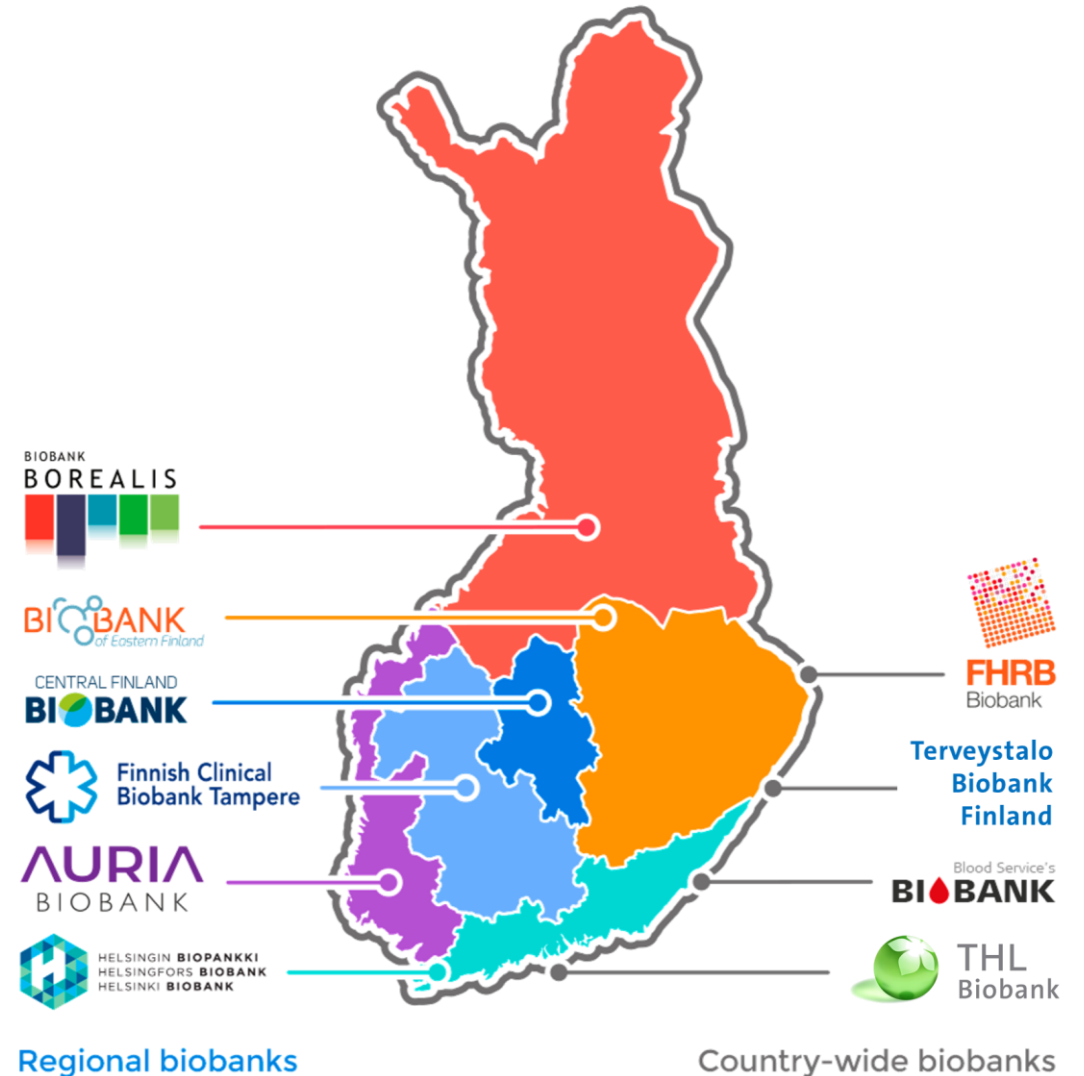 BIOBANK
BOREALIS
BIOBANK
of Eastern Finland
CENTRAL FINLAND
BIOBANK
Finnish Clinical
Biobank Tampere
AURIA
BIOBANK
HELSINGIN BIOPANKKI
HELSINGFORS BIOBANK
HELSINKI BIOBANK
Regional biobanks
FHRB
Biobank
Terveystalo
Biobank
Finland
Blood Service's
BIOBANK
THL
Biobank
Country-wide biobanks